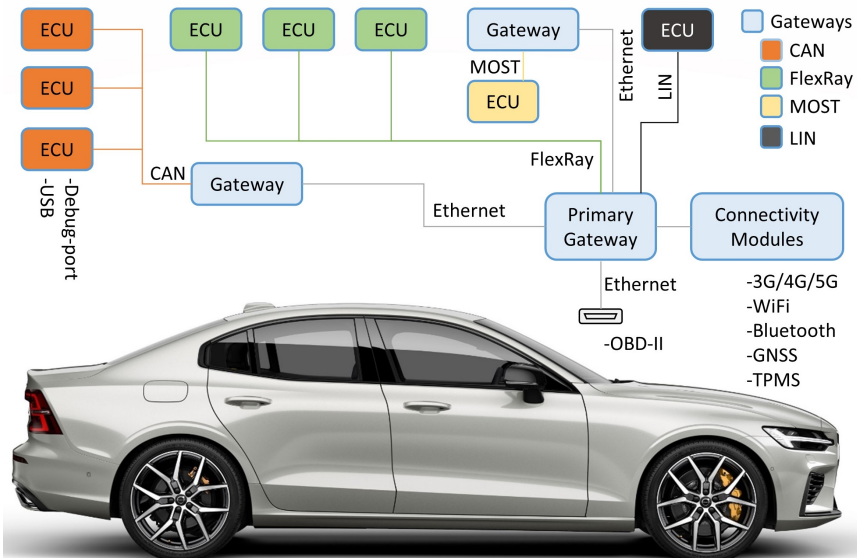 ECU
ECU
ECU
ECU
Gateway
ECU
Gateways
CAN
FlexRay
MOST
LIN
ECU
MOST
ECU
Ethernet
LIN
ECU
-Debug-port
-USB
CAN
Gateway
FlexRay
Ethernet
Primary
Gateway
Connectivity
Modules
Ethernet
-OBD-II
-3G/4G/5G
-WiFi
-Bluetooth
-GNSS
-TPMS